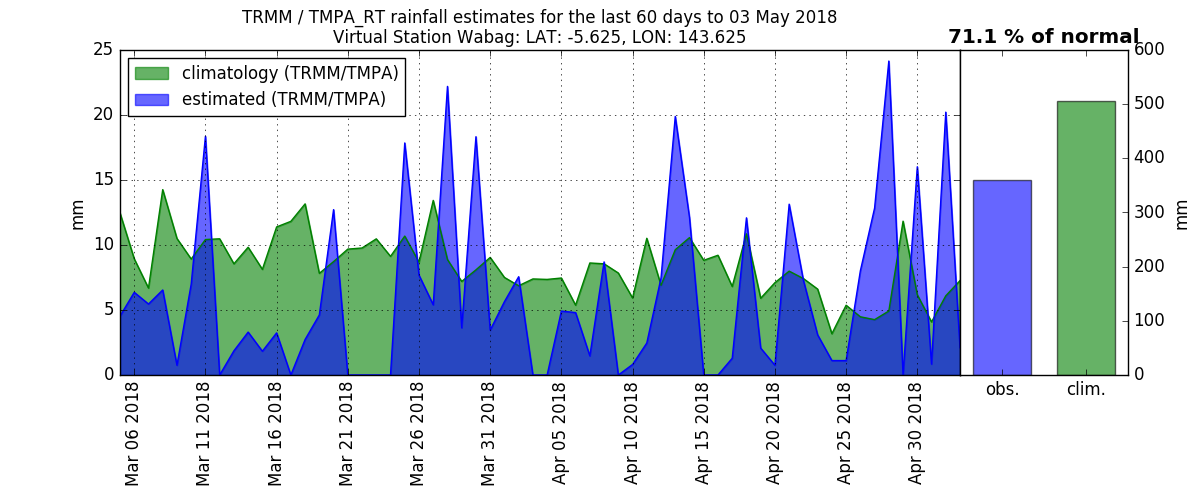 TRMM / TMPA_RT rainfall estimates for the last 60 days to 03 May 2018
Virtual Station Wabag: LAT: -5.625, LON: 143.625
71.1 % of normal
climatology (TRMM/TMPA)
estimated (TRMM/TMPA)
25
20
15
10
5
0
mm
Mar 06 2018
Mar 11 2018
Mar 16 2018
Mar 21 2018
Mar 26 2018
Mar 31 2018
Apr 05 2018
Apr 10 2018
Apr 15 2018
Apr 20 2018
Apr 25 2018
Apr 30 2018
obs.
clim.
600
500
400
300
200
100
0
mm